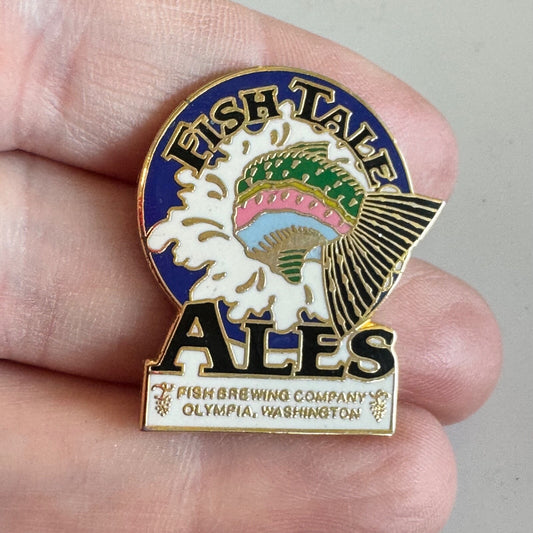 FISH TALE
ALES
FISH BREWING COMPANY
OLYMPIA, WASHINGTON